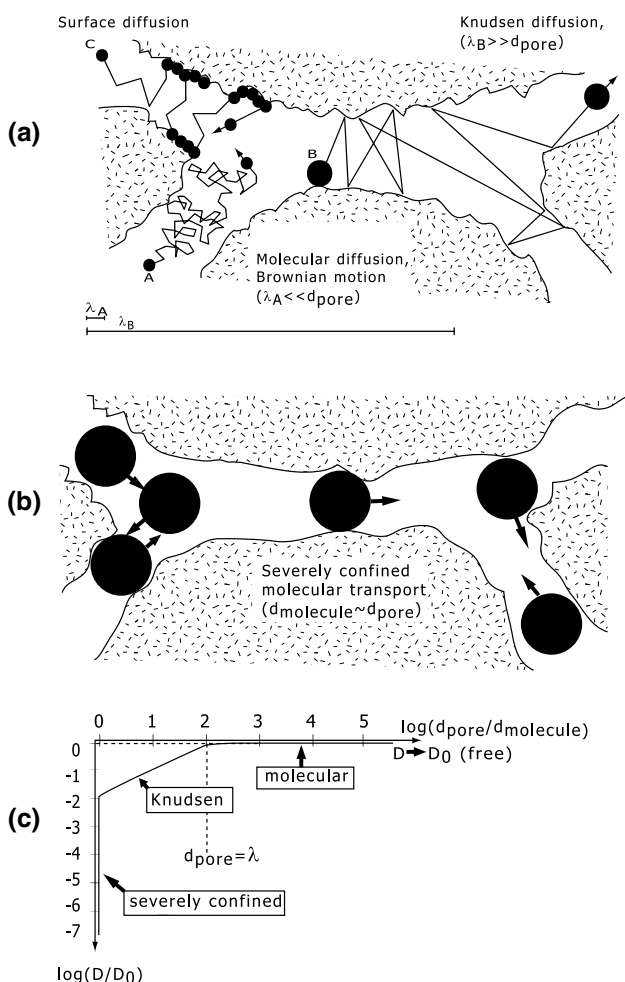 Surface diffusion
Knudsen diffusion,
(λB>>dpore)
C
(a)
B
A
Molecular diffusion,
Brownian motion
(λA<<dpore)
λA
λB
(b)
Severely confined
molecular transport
(dmolecule~dpore)
0 1 2 3 4 5
log(dpore/dmolecule)
D→D0 (free)
0
-1
-2
-3
-4
-5
-6
-7
molecular
Knudsen
(c)
dpore=λ
severely confined
log(D/D0)